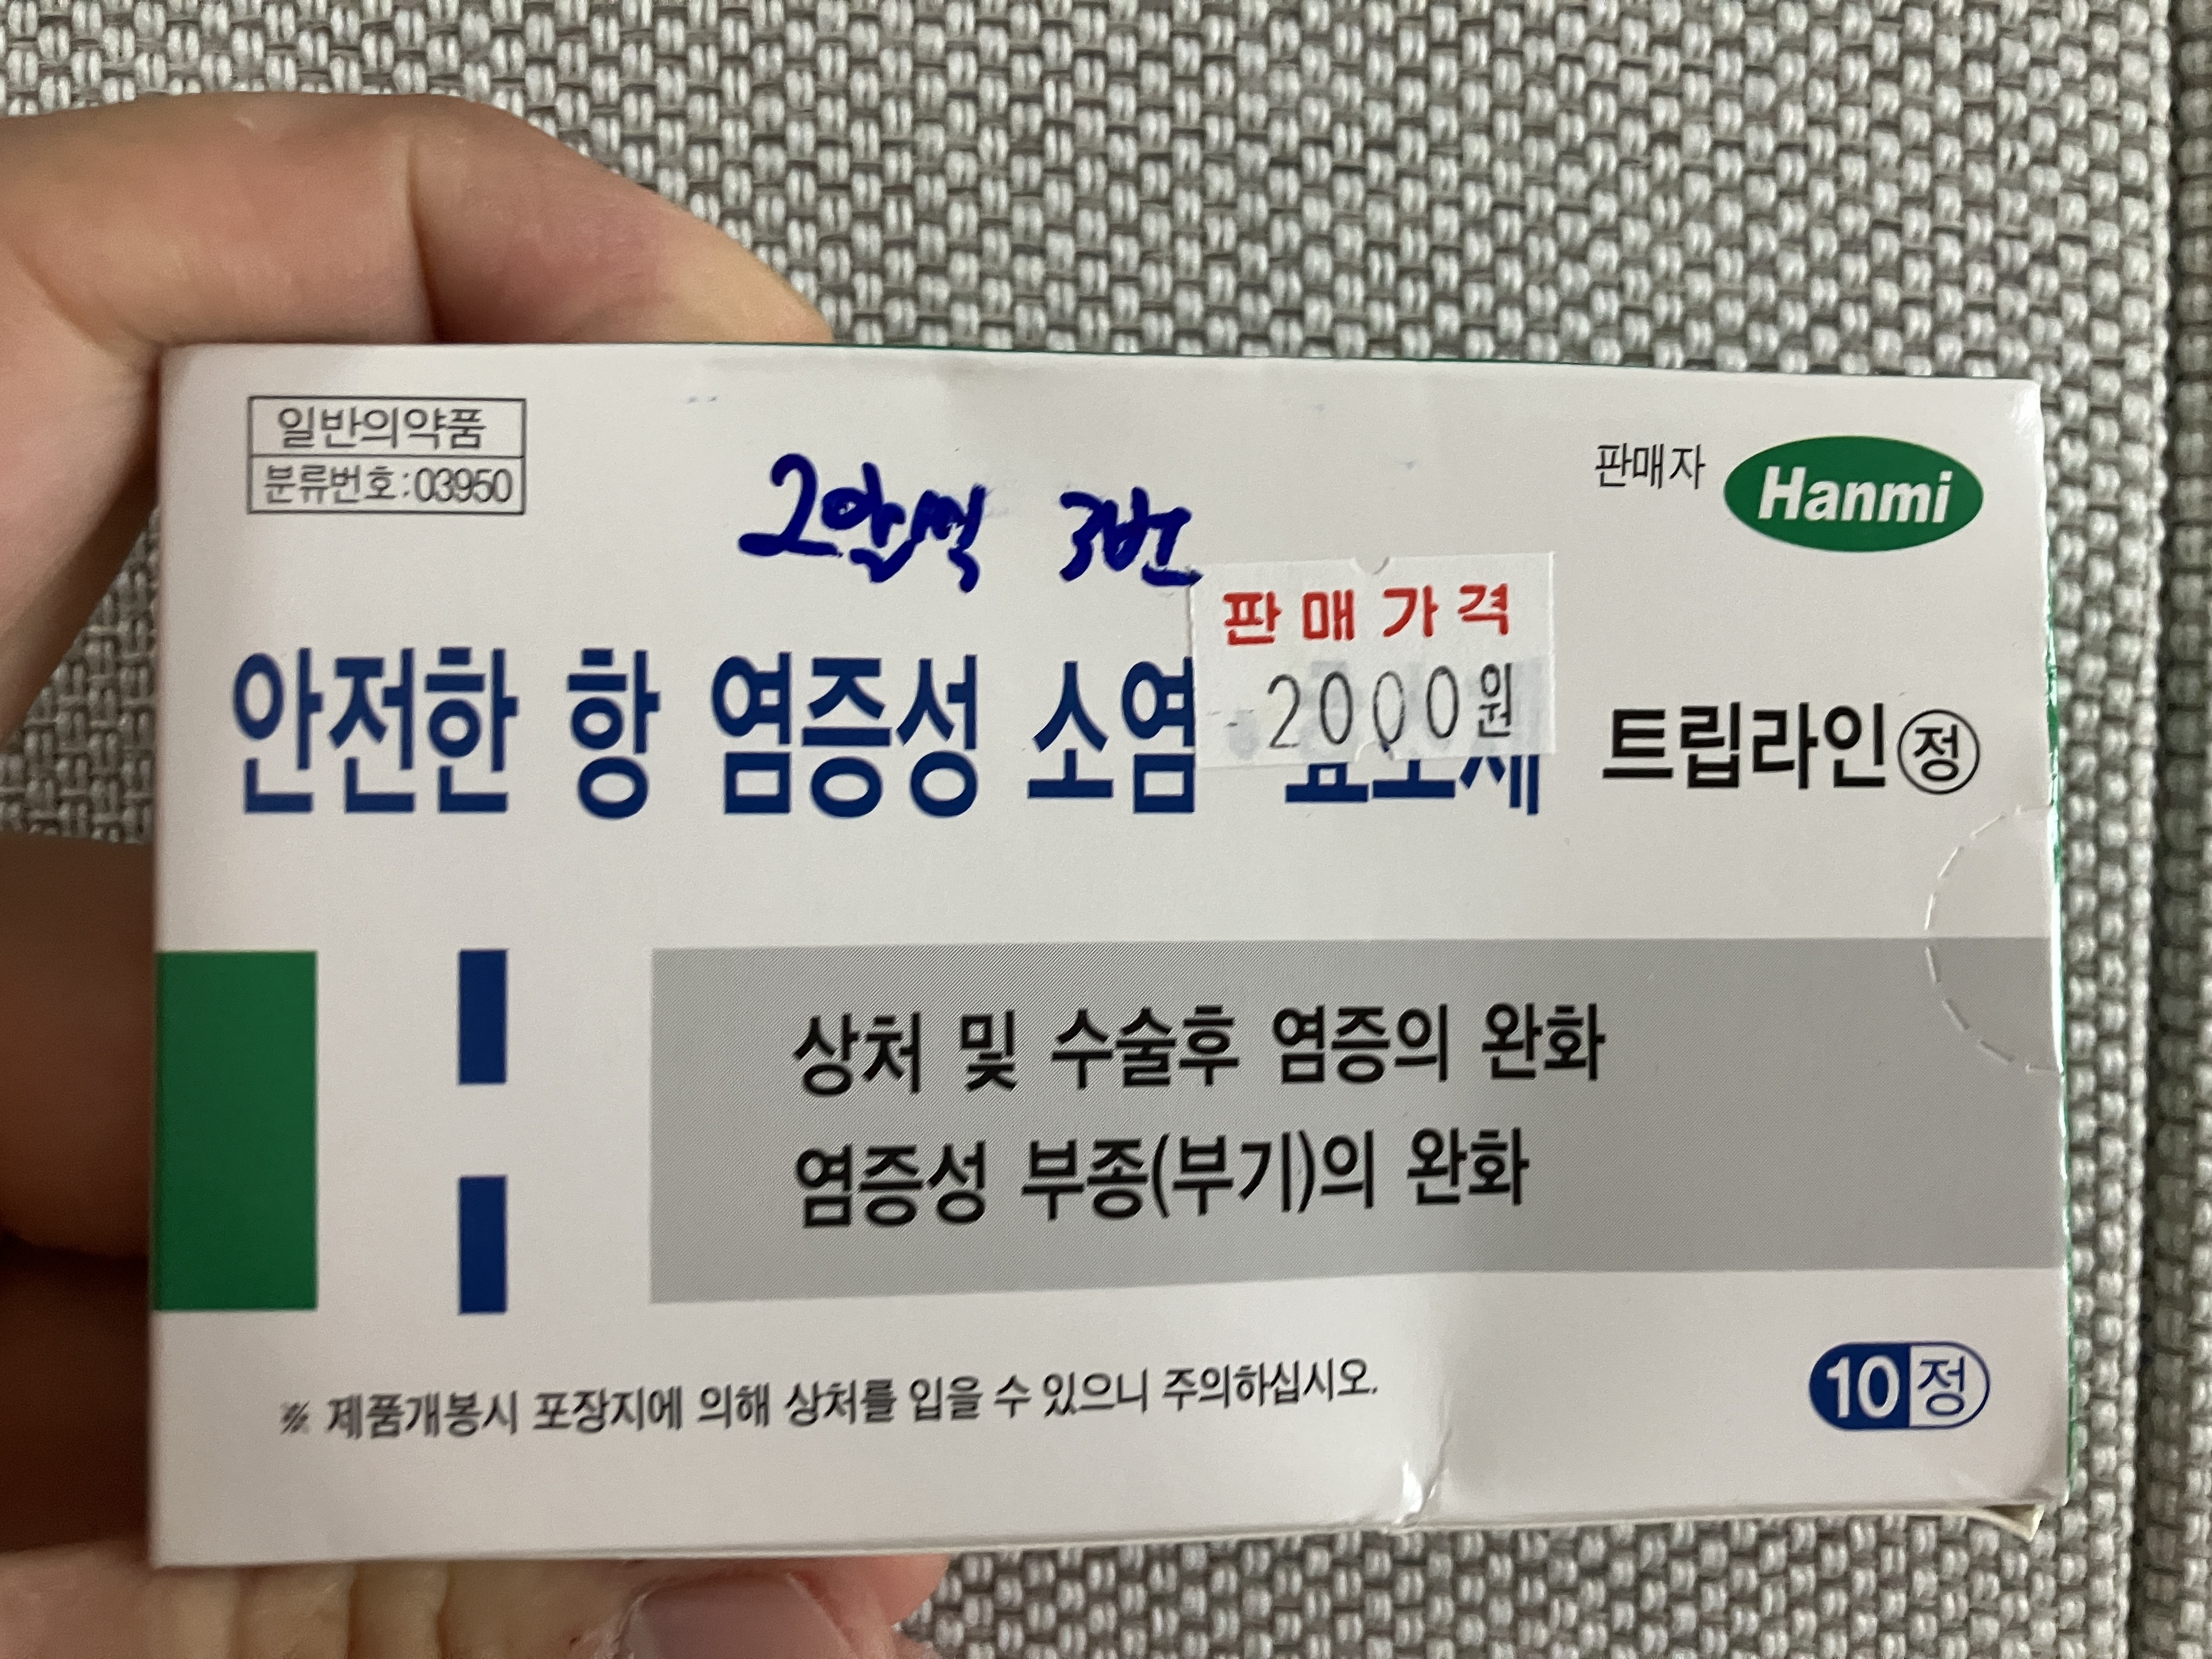 일반의약품
분류번호:03950
2알씩 3번
판매자 Hanmi
판매가격
2000원
안전한 항 염증성 소염 효소제 트립라인정
상처 및 수술후 염증의 완화
염증성 부종(부기)의 완화
※ 제품개봉시 포장지에 의해 상처를 입을 수 있으니 주의하십시오.
10정